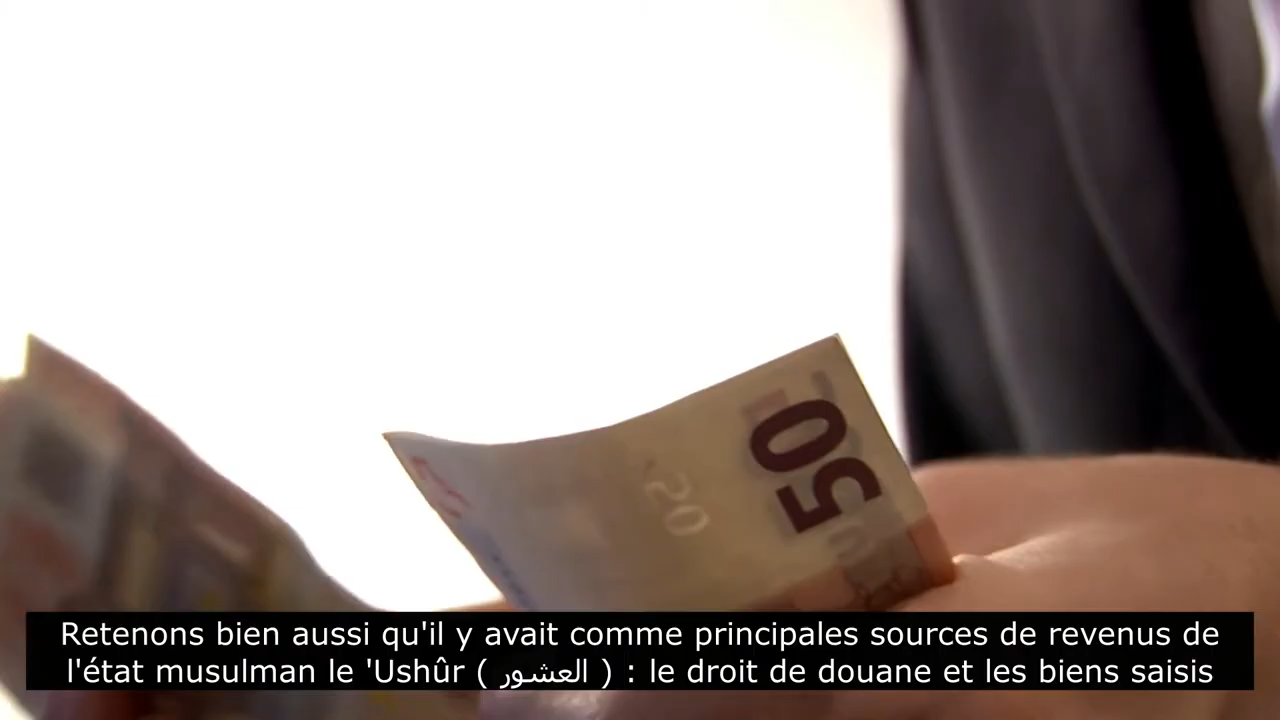 50
50
Retenons bien aussi qu'il y avait comme principales sources de revenus de
l'état musulman le 'Ushûr ( العشور ) : le droit de douane et les biens saisis